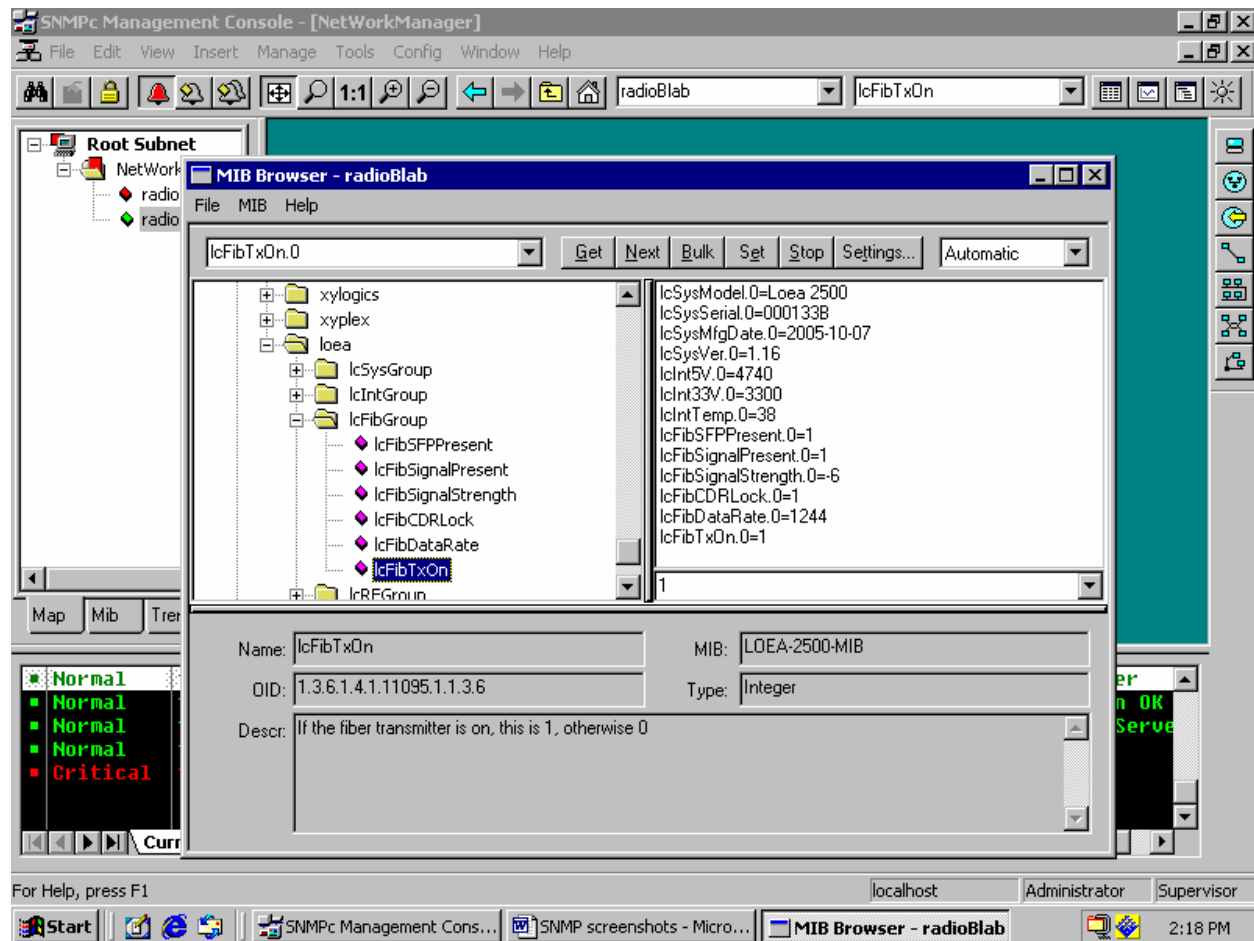 SNMPc Management Console - [NetWorkManager]
File Edit View Insert Manage Tools Config Window Help
1:1 radioBlab lcFibTxOn
Root Subnet
NetWork
radio
radio
MIB Browser - radioBlab
File MIB Help
lcFibTxOn.0 Get Next Bulk Set Stop Settings... Automatic
xylogics
xyplex
loea
lcSysGroup
lcIntGroup
lcFibGroup
lcFibSFPPresent
lcFibSignalPresent
lcFibSignalStrength
lcFibCDRLock
lcFibDataRate
lcFibTxOn
lcRFGroup
lcSysModel.0=Loea 2500
lcSysSerial.0=000133B
lcSysMfgDate.0=2005-10-07
lcSysVer.0=1.16
lcInt5V.0=4740
lcInt33V.0=3300
lcIntTemp.0=38
lcFibSFPPresent.0=1
lcFibSignalPresent.0=1
lcFibSignalStrength.0=-6
lcFibCDRLock.0=1
lcFibDataRate.0=1244
lcFibTxOn.0=1
1
Map Mib Tre
Name: lcFibTxOn MIB: LOEA-2500-MIB
OID: 1.3.6.1.4.1.11095.1.1.3.6 Type: Integer
Descr: If the fiber transmitter is on, this is 1, otherwise 0
Normal er
Normal n OK
Normal Serve
Normal
Critical
Curr
For Help, press F1 localhost Administrator Supervisor
Start SNMPc Management Cons... SNMP screenshots - Micro... MIB Browser - radioBlab 2:18 PM